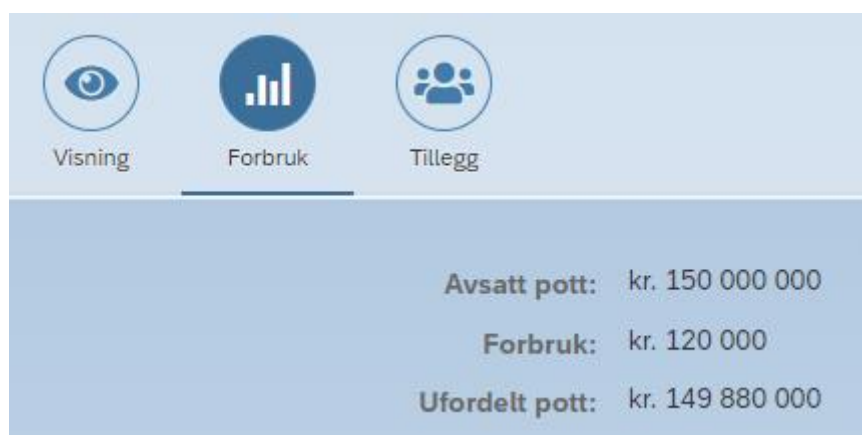 Visning Forbruk Tillegg
Avsatt pott: kr. 150 000 000
Forbruk: kr. 120 000
Ufordelt pott: kr. 149 880 000